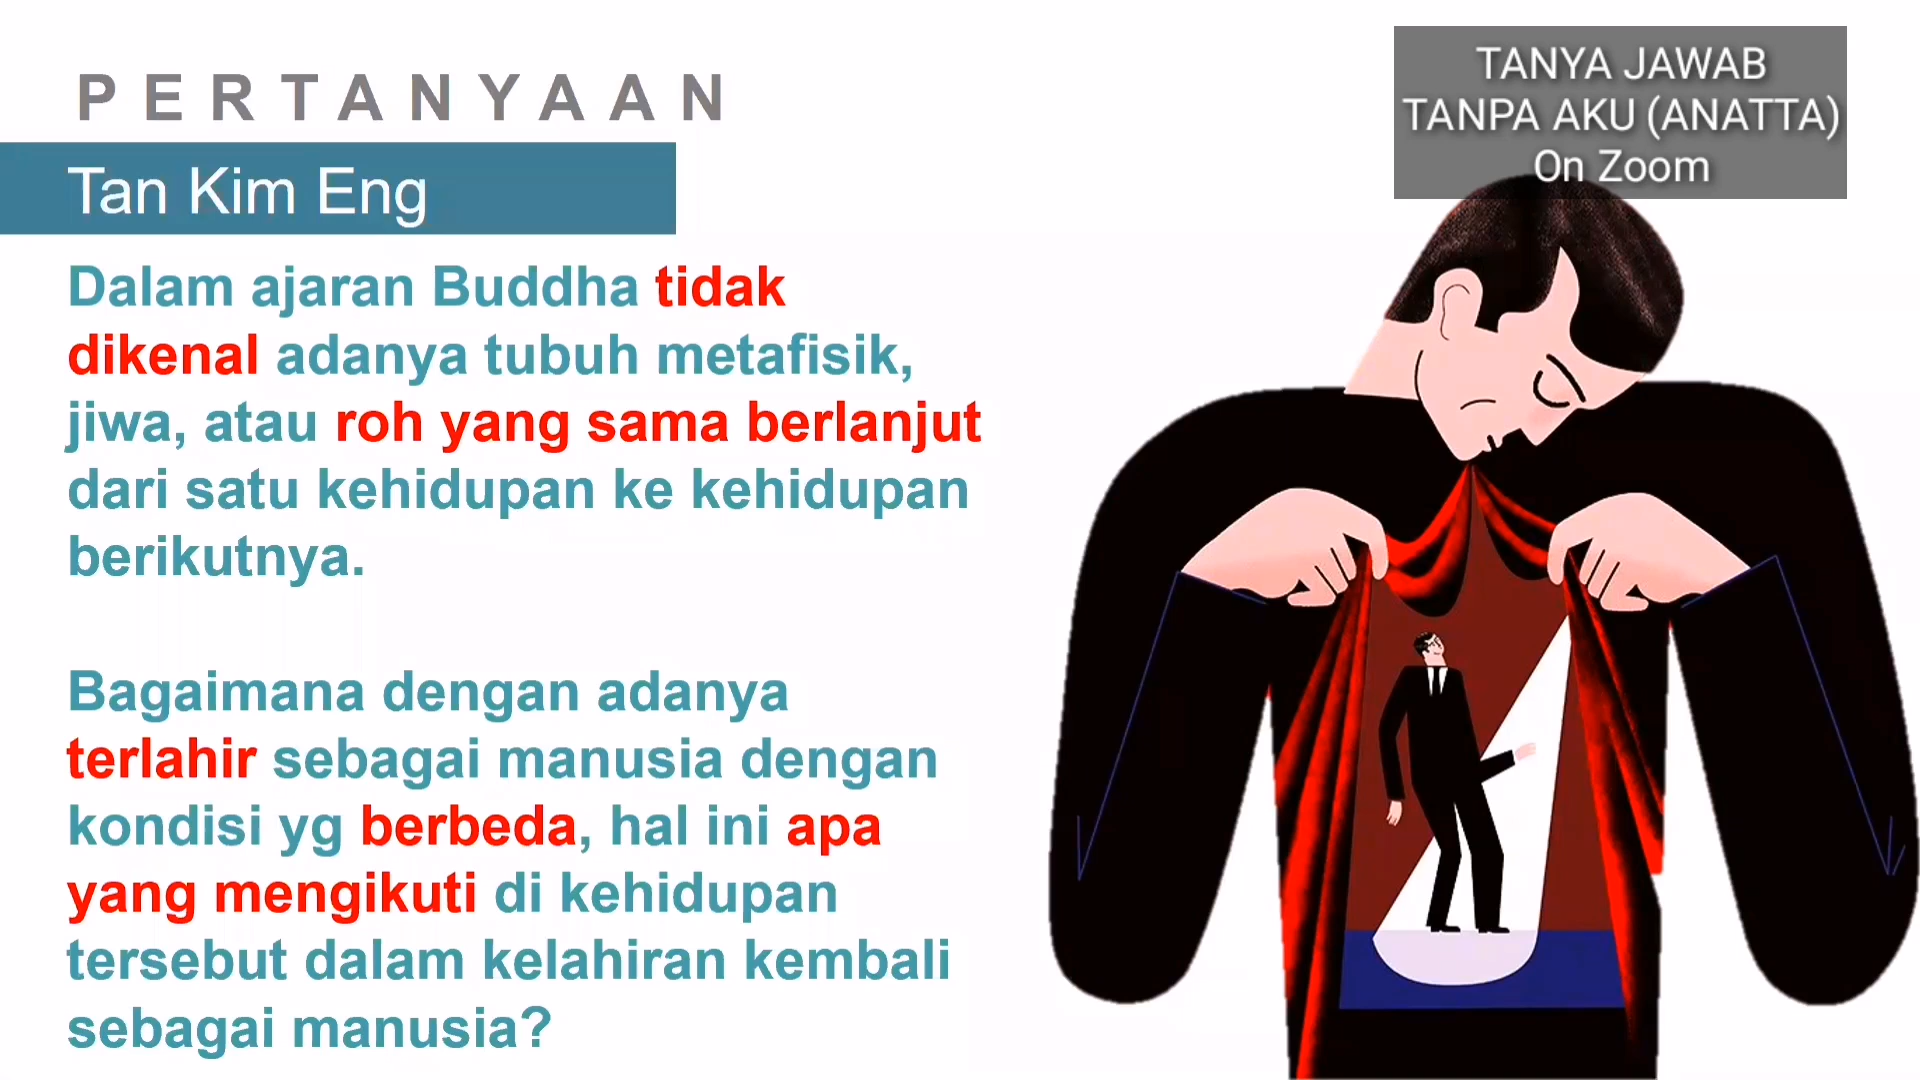 PERTANYAAN
Tan Kim Eng
Dalam ajaran Buddha tidak
dikenal adanya tubuh metafisik,
jiwa, atau roh yang sama berlanjut
dari satu kehidupan ke kehidupan
berikutnya.
Bagaimana dengan adanya
terlahir sebagai manusia dengan
kondisi yg berbeda, hal ini apa
yang mengikuti di kehidupan
tersebut dalam kelahiran kembali
sebagai manusia?
TANYA JAWAB
TANPA AKU (ANATTA)
On Zoom